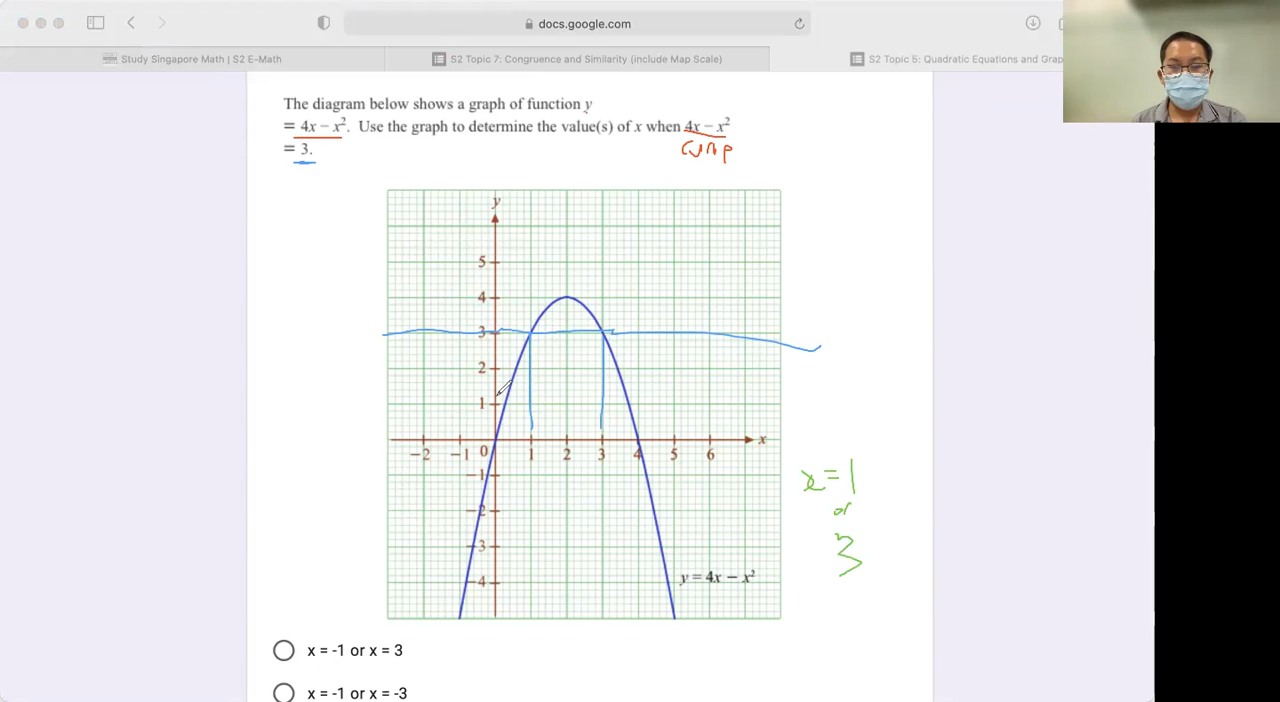 docs.google.com
Study Singapore Math | S2 E-Math
S2 Topic 7: Congruence and Similarity (include Map Scale)
S2 Topic 5: Quadratic Equations and Grap
The diagram below shows a graph of function y
= 4x − x². Use the graph to determine the value(s) of x when 4x − x²
= 3.
y
5
4
3
2
1
−2 −1 0 1 2 3 4 5 6 x
−1
−2
−3
−4
y = 4x − x²
x = 1
or
3
x = -1 or x = 3
x = -1 or x = -3